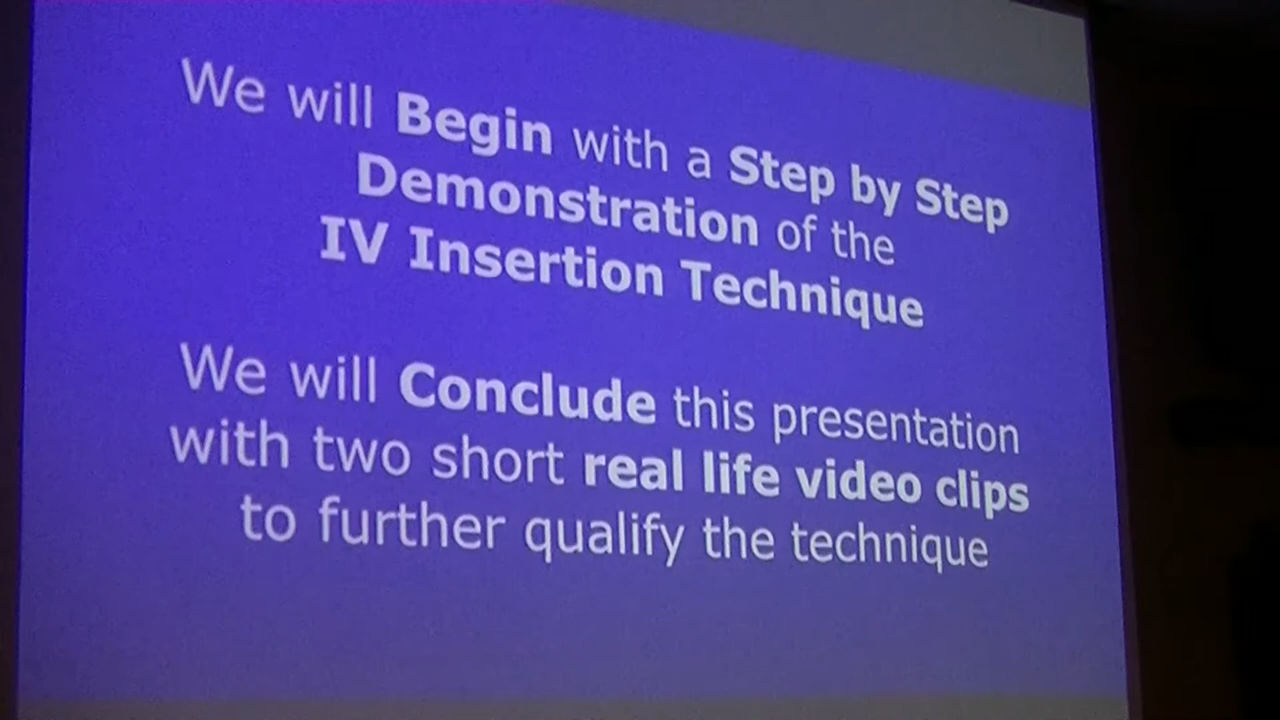 We will Begin with a Step by Step
Demonstration of the
IV Insertion Technique
We will Conclude this presentation
with two short real life video clips
to further qualify the technique